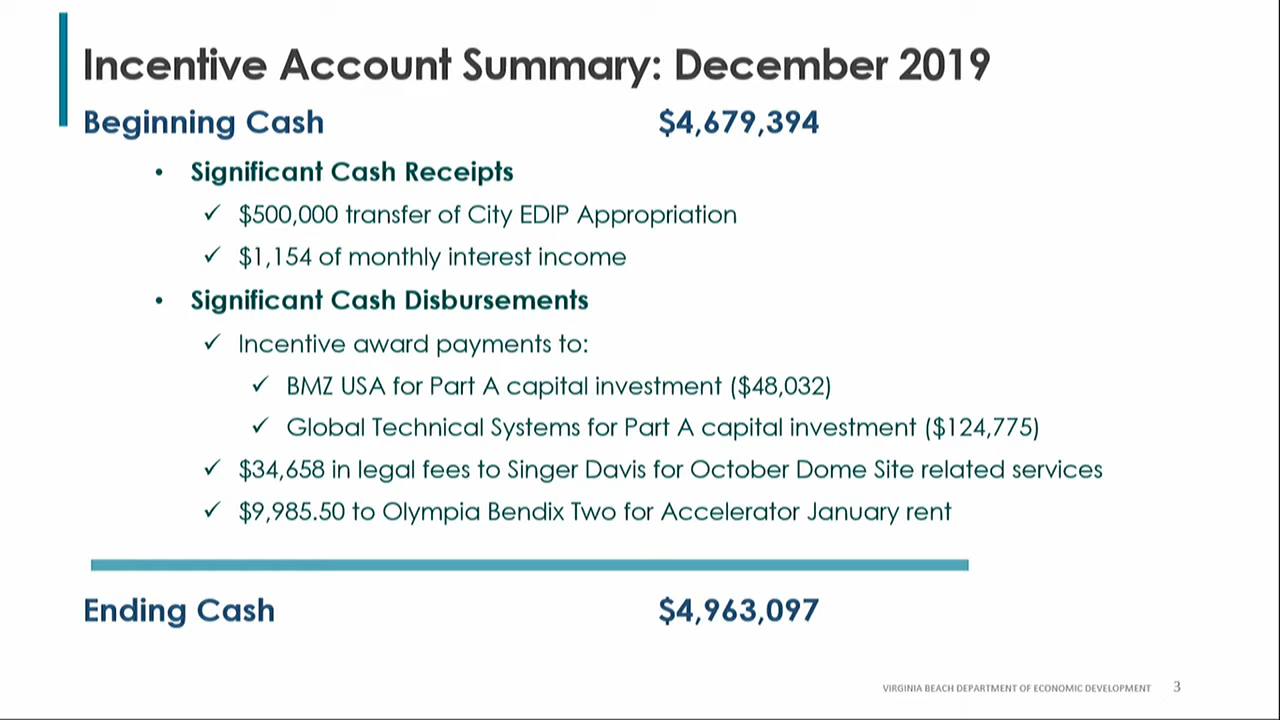 Incentive Account Summary: December 2019
Beginning Cash $4,679,394
• Significant Cash Receipts
✓ $500,000 transfer of City EDIP Appropriation
✓ $1,154 of monthly interest income
• Significant Cash Disbursements
✓ Incentive award payments to:
✓ BMZ USA for Part A capital investment ($48,032)
✓ Global Technical Systems for Part A capital investment ($124,775)
✓ $34,658 in legal fees to Singer Davis for October Dome Site related services
✓ $9,985.50 to Olympia Bendix Two for Accelerator January rent
Ending Cash $4,963,097
VIRGINIA BEACH DEPARTMENT OF ECONOMIC DEVELOPMENT 3